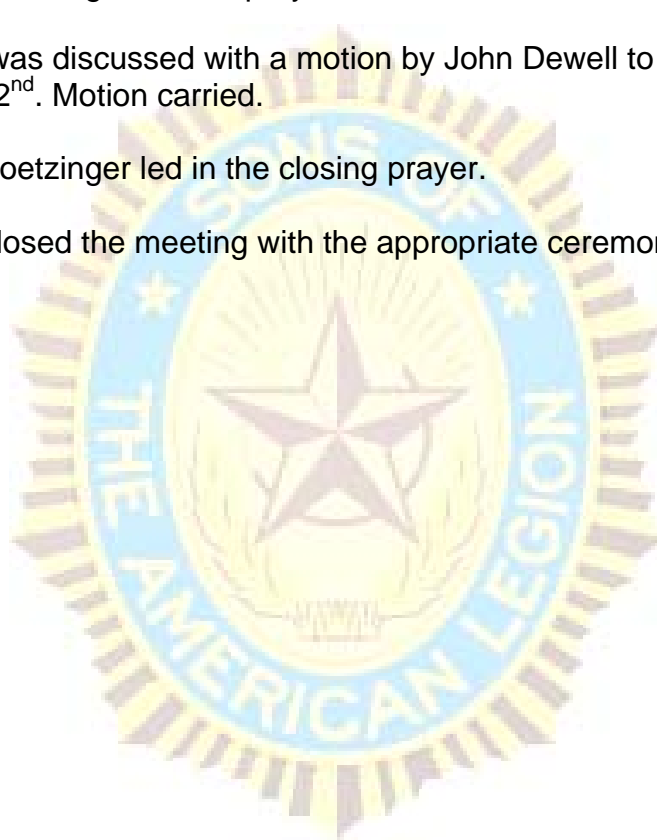 was discussed with a motion by John Dewell to
2nd. Motion carried.
oetzinger led in the closing prayer.
losed the meeting with the appropriate ceremon
SONS OF
THE AMERICAN LEGION